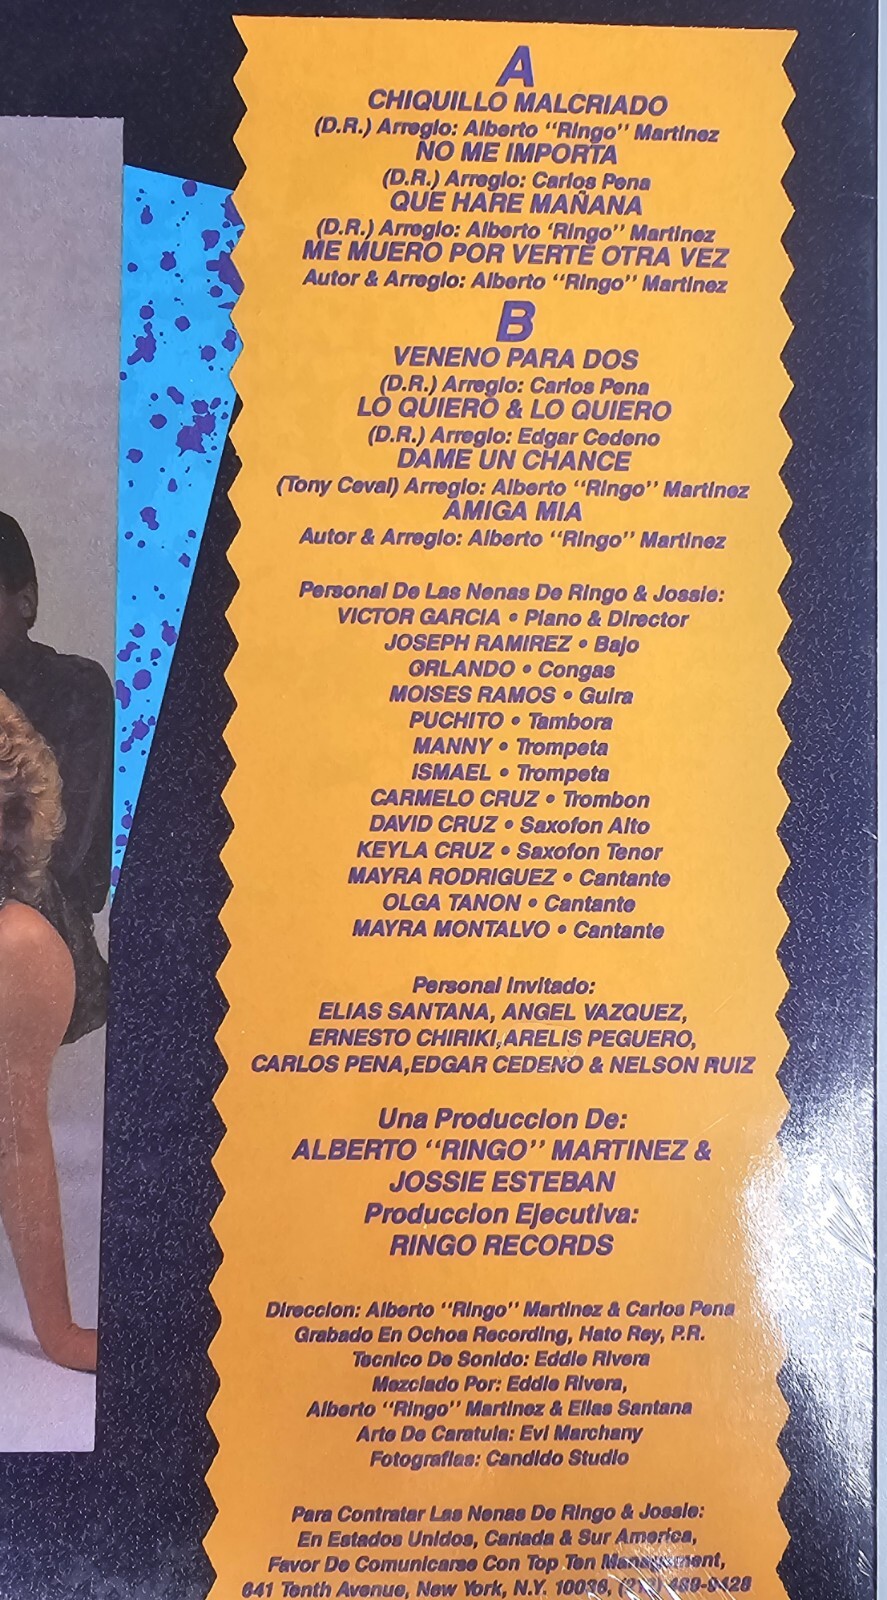 A
CHIQUILLO MALCRIADO
(D.R.) Arreglo: Alberto "Ringo" Martinez
NO ME IMPORTA
(D.R.) Arreglo: Carlos Pena
QUE HARE MAÑANA
(D.R.) Arreglo: Alberto 'Ringo" Martinez
ME MUERO POR VERTE OTRA VEZ
Autor & Arreglo: Alberto "Ringo" Martinez
B
VENENO PARA DOS
(D.R.) Arreglo: Carlos Pena
LO QUIERO & LO QUIERO
(D.R.) Arreglo: Edgar Cedeno
DAME UN CHANCE
(Tony Ceval) Arreglo: Alberto "Ringo" Martinez
AMIGA MIA
Autor & Arreglo: Alberto "Ringo" Martinez
Personal De Las Nenas De Ringo & Jossie:
VICTOR GARCIA • Piano & Director
JOSEPH RAMIREZ • Bajo
ORLANDO • Congas
MOISES RAMOS • Guira
PUCHITO • Tambora
MANNY • Trompeta
ISMAEL • Trompeta
CARMELO CRUZ • Trombon
DAVID CRUZ • Saxofon Alto
KEYLA CRUZ • Saxofon Tenor
MAYRA RODRIGUEZ • Cantante
OLGA TANON • Cantante
MAYRA MONTALVO • Cantante
Personal Invitado:
ELIAS SANTANA, ANGEL VAZQUEZ,
ERNESTO CHIRIKI, ARELIS PEGUERO,
CARLOS PENA, EDGAR CEDENO & NELSON RUIZ
Una Produccion De:
ALBERTO "RINGO" MARTINEZ &
JOSSIE ESTEBAN
Produccion Ejecutiva:
RINGO RECORDS
Direccion: Alberto "Ringo" Martinez & Carlos Pena
Grabado En Ochoa Recording, Hato Rey, P.R.
Tecnico De Sonido: Eddie Rivera
Mezclado Por: Eddie Rivera,
Alberto "Ringo" Martinez & Elias Santana
Arte De Caratula: Evi Marchany
Fotografias: Candido Studio
Para Contratar Las Nenas De Ringo & Jossie:
En Estados Unidos, Canada & Sur America,
Favor De Comunicarse Con Top Ten Management,
641 Tenth Avenue, New York, N.Y. 10036,